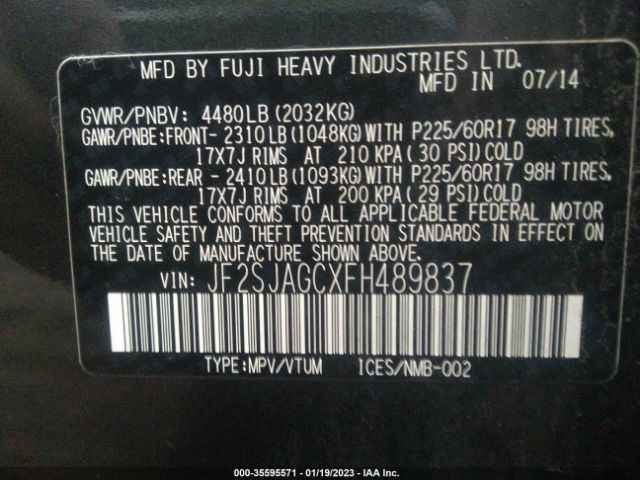 MFD BY FUJI HEAVY INDUSTRIES LTD.
MFD IN 07/14
GVWR/PNBV: 4480LB (2032KG)
GAWR/PNBE:FRONT- 2310LB (1048KG) WITH P225/60R17 98H TIRES,
17X7J RIMS AT 210 KPA( 30 PSI) COLD
GAWR/PNBE:REAR - 2410LB (1093KG) WITH P225/60R17 98H TIRES,
17X7J RIMS AT 200 KPA( 29 PSI) COLD
THIS VEHICLE CONFORMS TO ALL APPLICABLE FEDERAL MOTOR
VEHICLE SAFETY AND THEFT PREVENTION STANDARDS IN EFFECT ON
THE DATE OF MANUFACTURE SHOWN ABOVE.
VIN: JF2SJAGCXFH489837
TYPE:MPV/VTUM 1CES/NMB-002
000-35595571 - 01/19/2023 - IAA Inc.